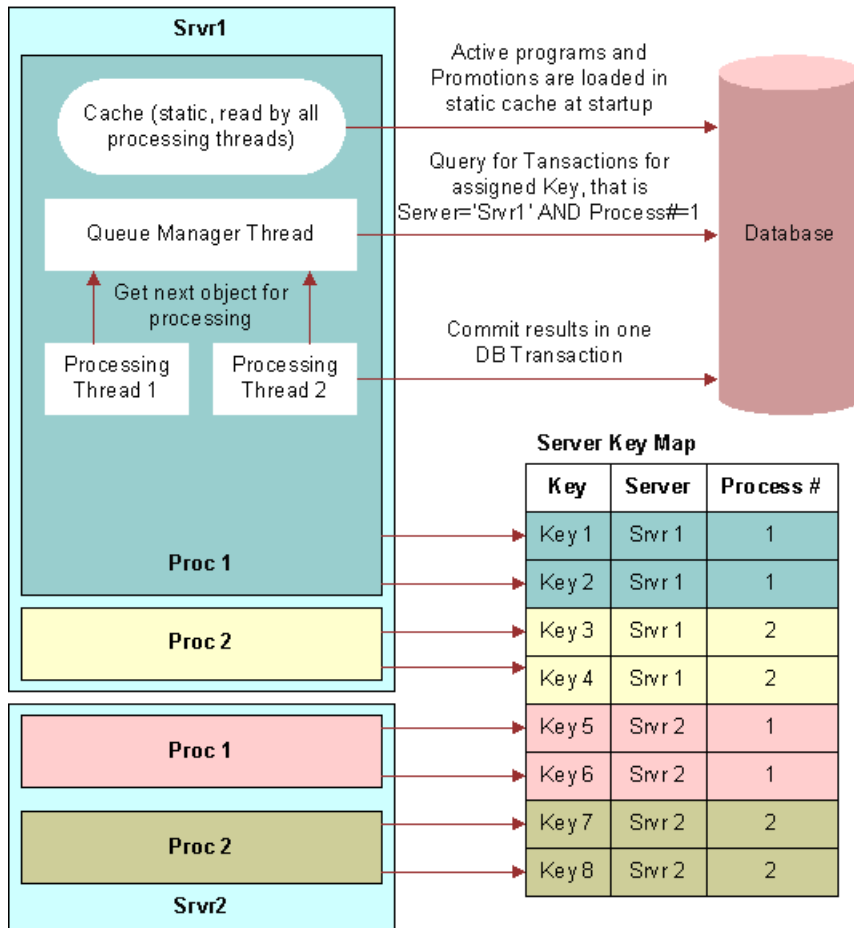 Srvr1
Cache (static, read by all
processing threads)
Queue Manager Thread
Get next object for
processing
Processing
Thread 1
Processing
Thread 2
Proc 1
Proc 2
Active programs and
Promotions are loaded in
static cache at startup
Query for Tansactions for
assigned Key, that is
Server='Srvr1' AND Process#=1
Commit results in one
DB Transaction
Database
Proc 1
Proc 2
Srvr2
Server Key Map
Key Server Process #
Key 1 Srvr 1 1
Key 2 Srvr 1 1
Key 3 Srvr 1 2
Key 4 Srvr 1 2
Key 5 Srvr 2 1
Key 6 Srvr 2 1
Key 7 Srvr 2 2
Key 8 Srvr 2 2